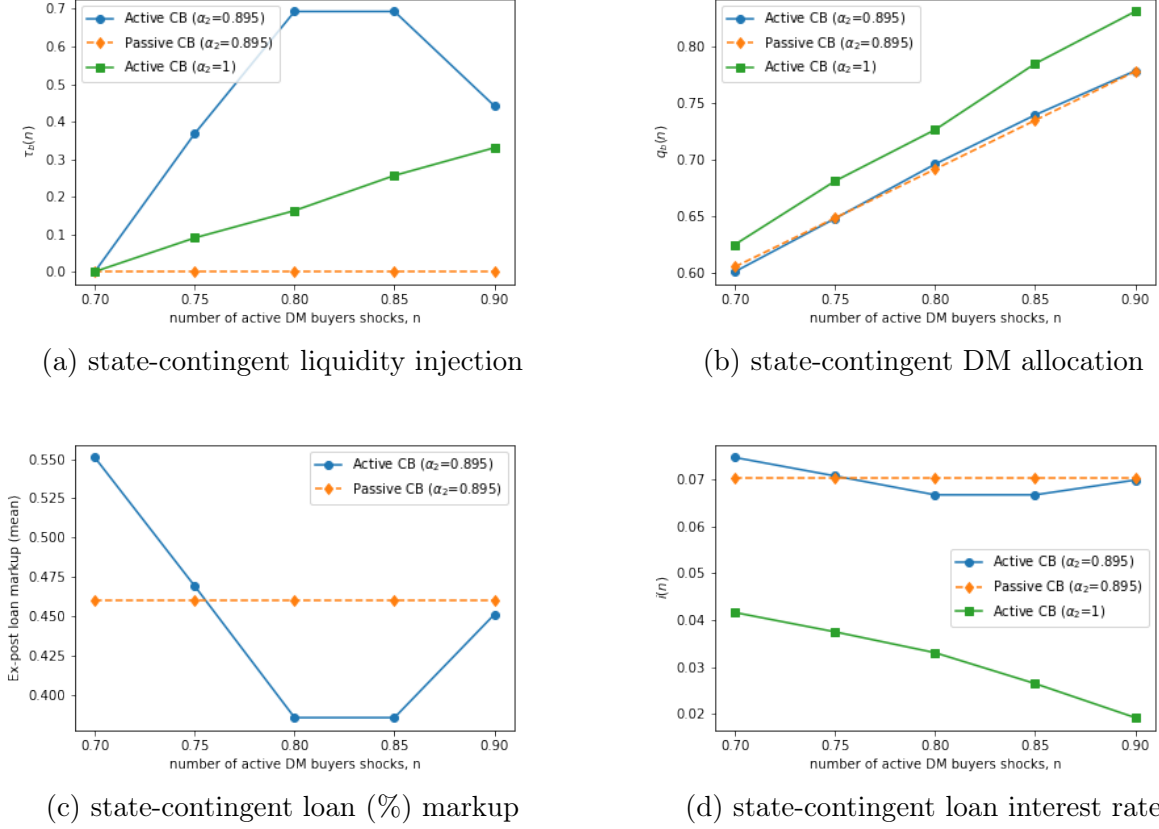 0.7
0.6
0.5
0.4
0.3
0.2
0.1
0.0
τb(n)
Active CB (α2=0.895)
Passive CB (α2=0.895)
Active CB (α2=1)
0.70 0.75 0.80 0.85 0.90
number of active DM buyers shocks, n
(a) state-contingent liquidity injection
0.80
0.75
0.70
0.65
0.60
qb(n)
Active CB (α2=0.895)
Passive CB (α2=0.895)
Active CB (α2=1)
0.70 0.75 0.80 0.85 0.90
number of active DM buyers shocks, n
(b) state-contingent DM allocation
0.550
0.525
0.500
0.475
0.450
0.425
0.400
Ex-post loan markup (mean)
Active CB (α2=0.895)
Passive CB (α2=0.895)
0.70 0.75 0.80 0.85 0.90
number of active DM buyers shocks, n
(c) state-contingent loan (%) markup
0.07
0.06
0.05
0.04
0.03
0.02
i(n)
Active CB (α2=0.895)
Passive CB (α2=0.895)
Active CB (α2=1)
0.70 0.75 0.80 0.85 0.90
number of active DM buyers shocks, n
(d) state-contingent loan interest rate